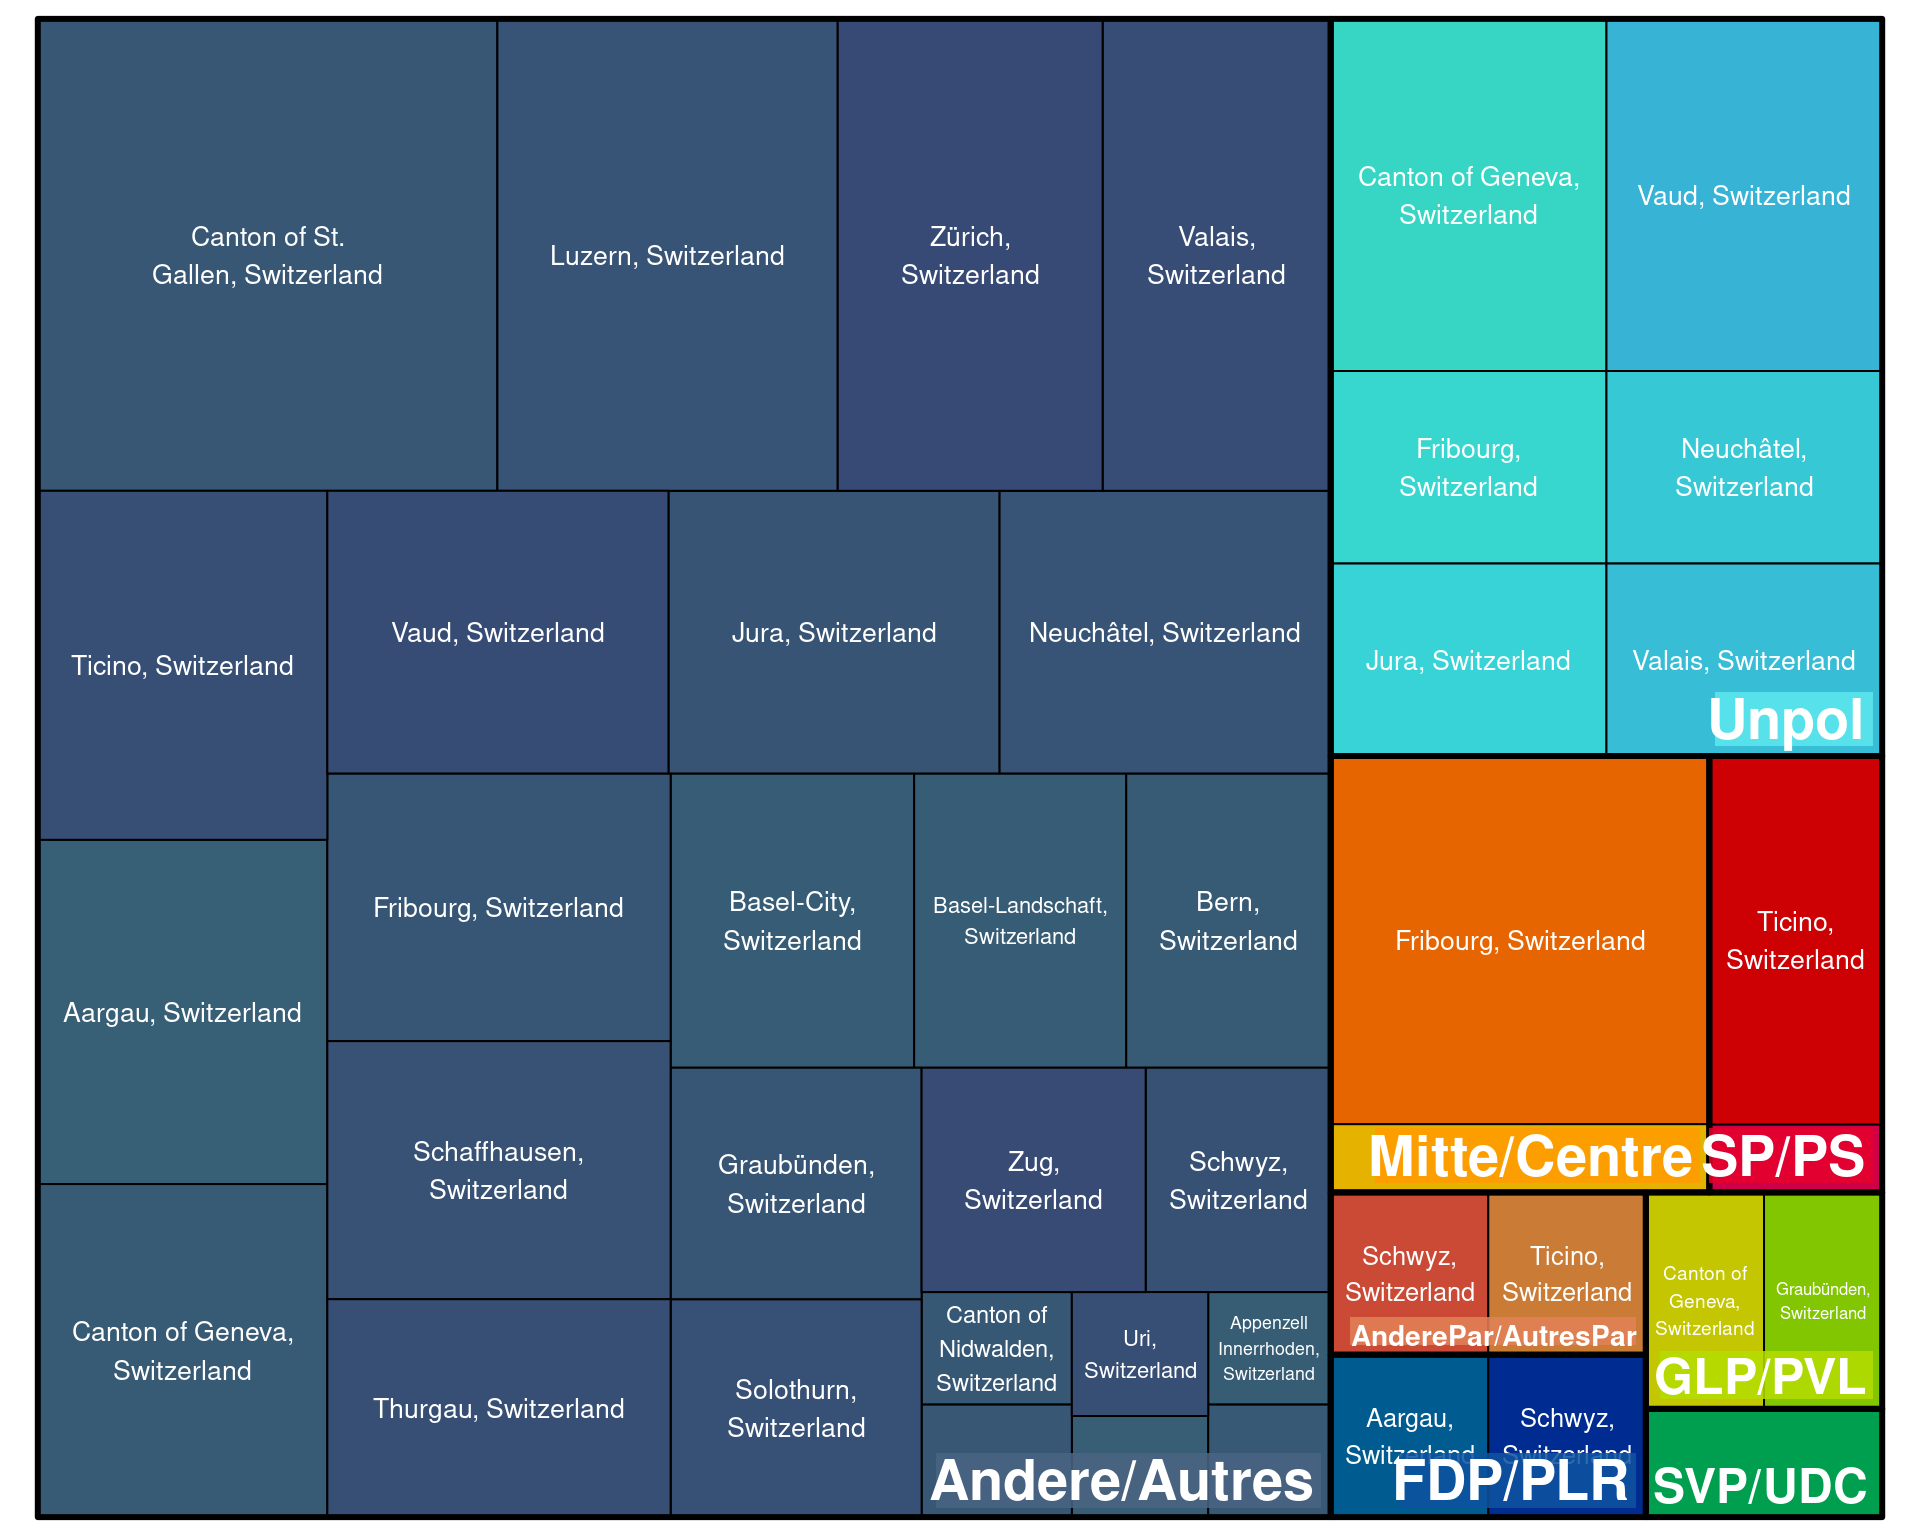 Canton of St.
Gallen, Switzerland
Luzern, Switzerland
Zürich,
Switzerland
Valais,
Switzerland
Ticino, Switzerland
Vaud, Switzerland
Jura, Switzerland
Neuchâtel, Switzerland
Aargau, Switzerland
Fribourg, Switzerland
Basel-City,
Switzerland
Basel-Landschaft,
Switzerland
Bern,
Switzerland
Canton of Geneva,
Switzerland
Schaffhausen,
Switzerland
Thurgau, Switzerland
Graubünden,
Switzerland
Solothurn,
Switzerland
Zug,
Switzerland
Schwyz,
Switzerland
Canton of
Nidwalden,
Switzerland
Uri,
Switzerland
Appenzell
Innerrhoden,
Switzerland
Andere/Autres
Canton of Geneva,
Switzerland
Vaud, Switzerland
Fribourg,
Switzerland
Neuchâtel,
Switzerland
Jura, Switzerland
Valais, Switzerland
Unpol
Fribourg, Switzerland
Mitte/Centre
Ticino,
Switzerland
SP/PS
Schwyz,
Switzerland
Ticino,
Switzerland
AnderePar/AutresPar
Canton of
Geneva,
Switzerland
Graubünden,
Switzerland
GLP/PVL
Aargau,
Switzerland
Schwyz,
Switzerland
FDP/PLR
SVP/UDC